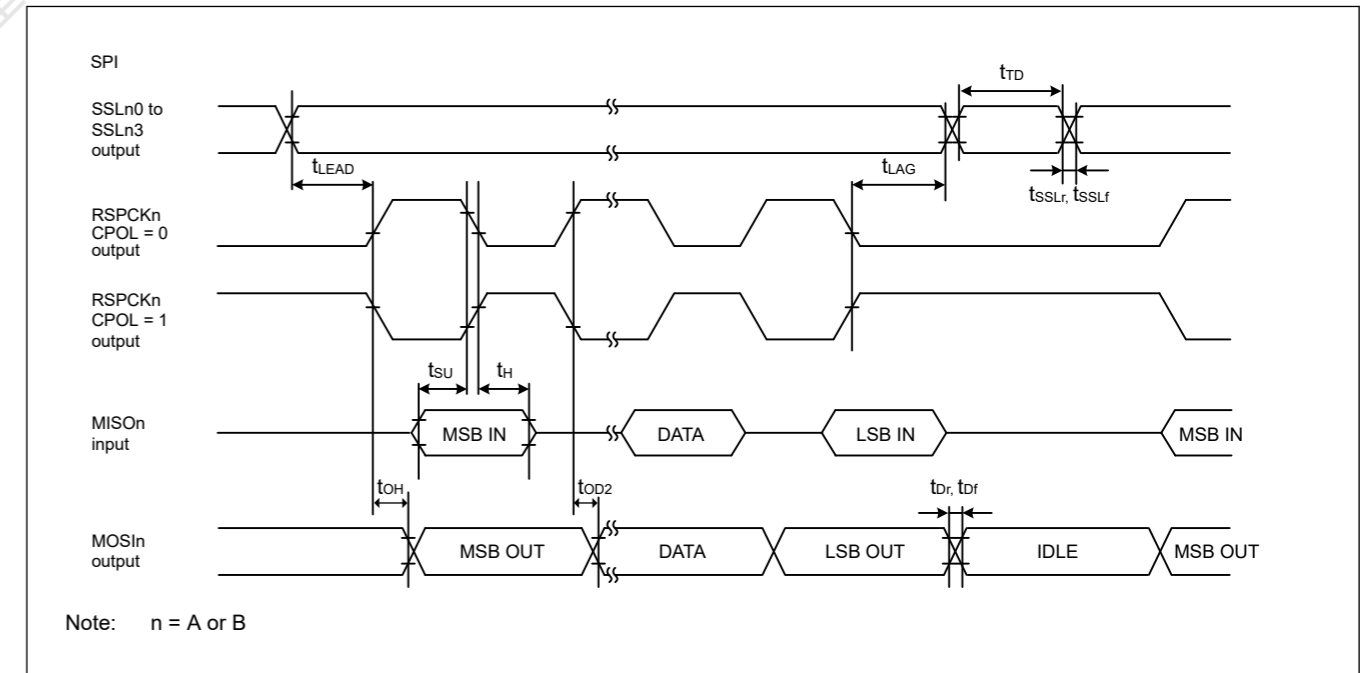 SPI
tTD
SSLn0 to
SSLn3
output
tLEAD
tLAG
tSSLr, tSSLf
RSPCKn
CPOL = 0
output
RSPCKn
CPOL = 1
output
tSU
tH
MISOn
input
MSB IN
DATA
LSB IN
MSB IN
tOH
tOD2
tDr, tDf
MOSIn
output
MSB OUT
DATA
LSB OUT
IDLE
MSB OUT
Note: n = A or B